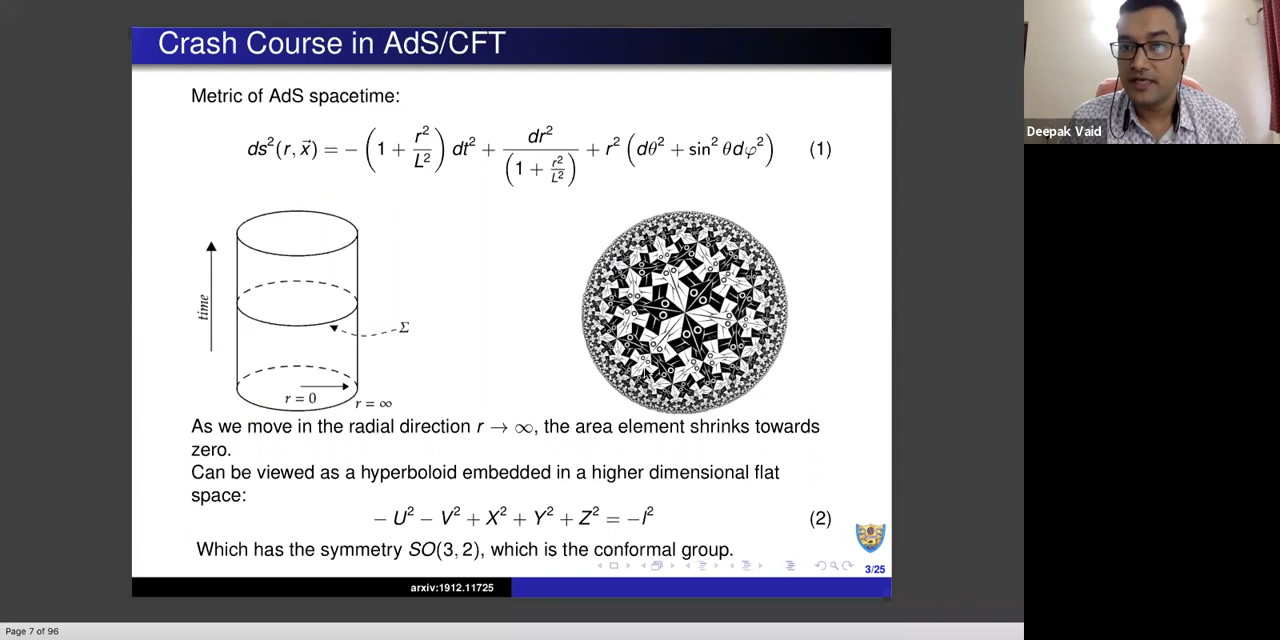 Crash Course in AdS/CFT
Metric of AdS spacetime:
ds²(r, x⃗) = − (1 + r²/L²) dt² + dr²/(1 + r²/L²) + r² (dθ² + sin² θdφ²) (1)
time
Σ
r = 0
r = ∞
As we move in the radial direction r → ∞, the area element shrinks towards
zero.
Can be viewed as a hyperboloid embedded in a higher dimensional flat
space:
− U² − V² + X² + Y² + Z² = −l² (2)
Which has the symmetry SO(3, 2), which is the conformal group.
3/25
arxiv:1912.11725
Page 7 of 96
Deepak Vaid